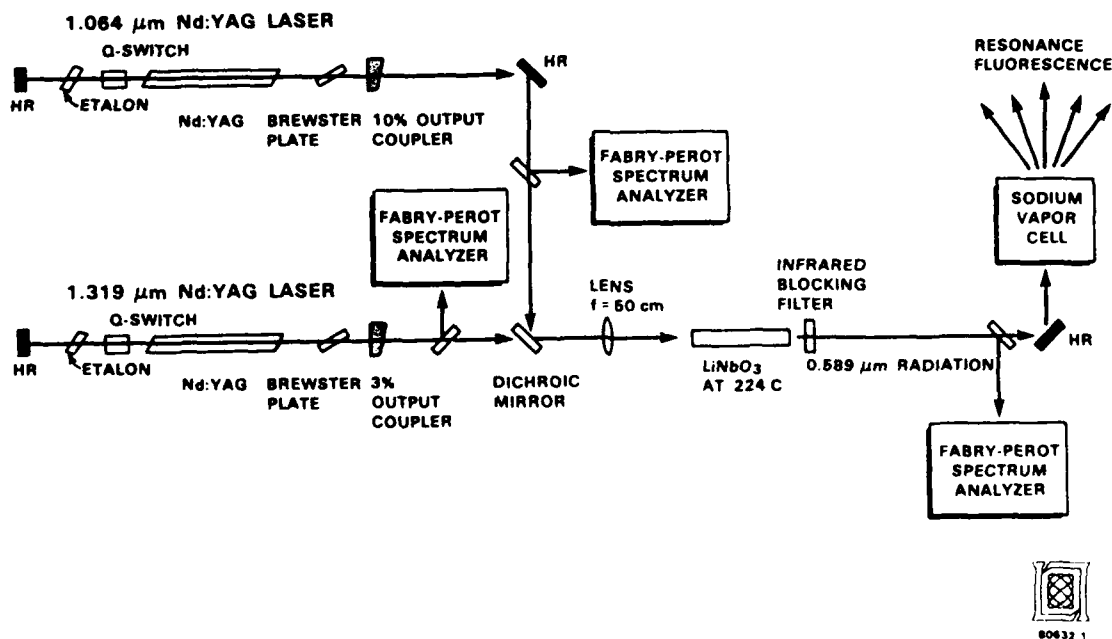 1.064 μm Nd:YAG LASER
Q-SWITCH
HR
ETALON
Nd:YAG
BREWSTER
PLATE
10% OUTPUT
COUPLER
HR
FABRY-PEROT
SPECTRUM
ANALYZER
RESONANCE
FLUORESCENCE
SODIUM
VAPOR
CELL
FABRY-PEROT
SPECTRUM
ANALYZER
1.319 μm Nd:YAG LASER
Q-SWITCH
HR
ETALON
Nd:YAG
BREWSTER
PLATE
3%
OUTPUT
COUPLER
DICHROIC
MIRROR
LENS
f = 50 cm
LiNbO3
AT 224 C
INFRARED
BLOCKING
FILTER
0.589 μm RADIATION
HR
FABRY-PEROT
SPECTRUM
ANALYZER
80632 1